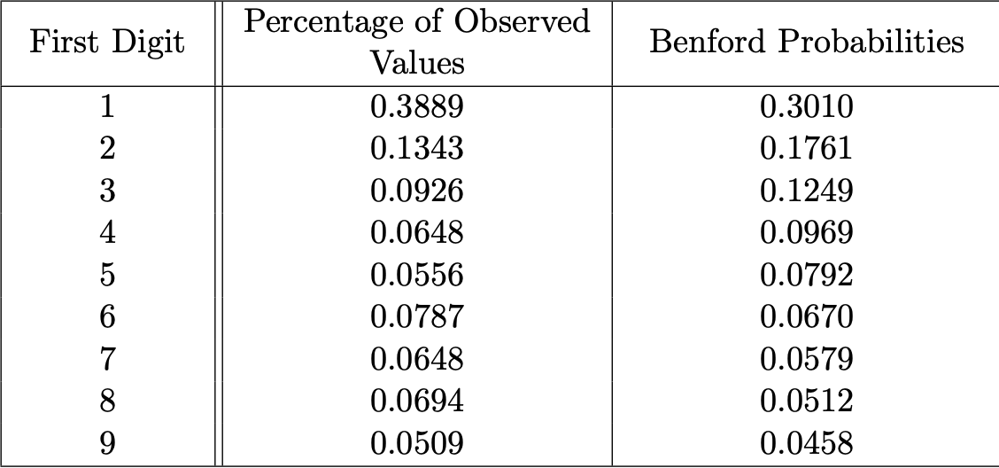 First Digit Percentage of Observed Values Benford Probabilities
1 0.3889 0.3010
2 0.1343 0.1761
3 0.0926 0.1249
4 0.0648 0.0969
5 0.0556 0.0792
6 0.0787 0.0670
7 0.0648 0.0579
8 0.0694 0.0512
9 0.0509 0.0458